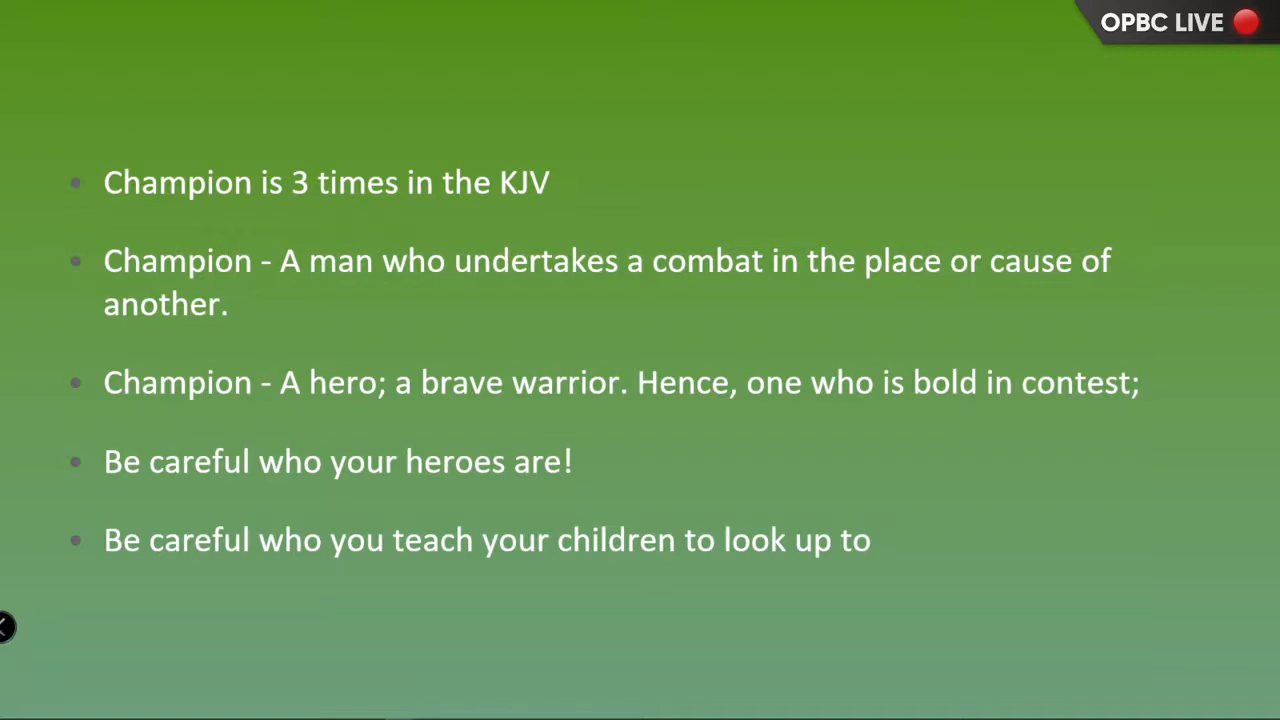 OPBC LIVE
Champion is 3 times in the KJV
Champion - A man who undertakes a combat in the place or cause of
another.
Champion - A hero; a brave warrior. Hence, one who is bold in contest;
Be careful who your heroes are!
Be careful who you teach your children to look up to